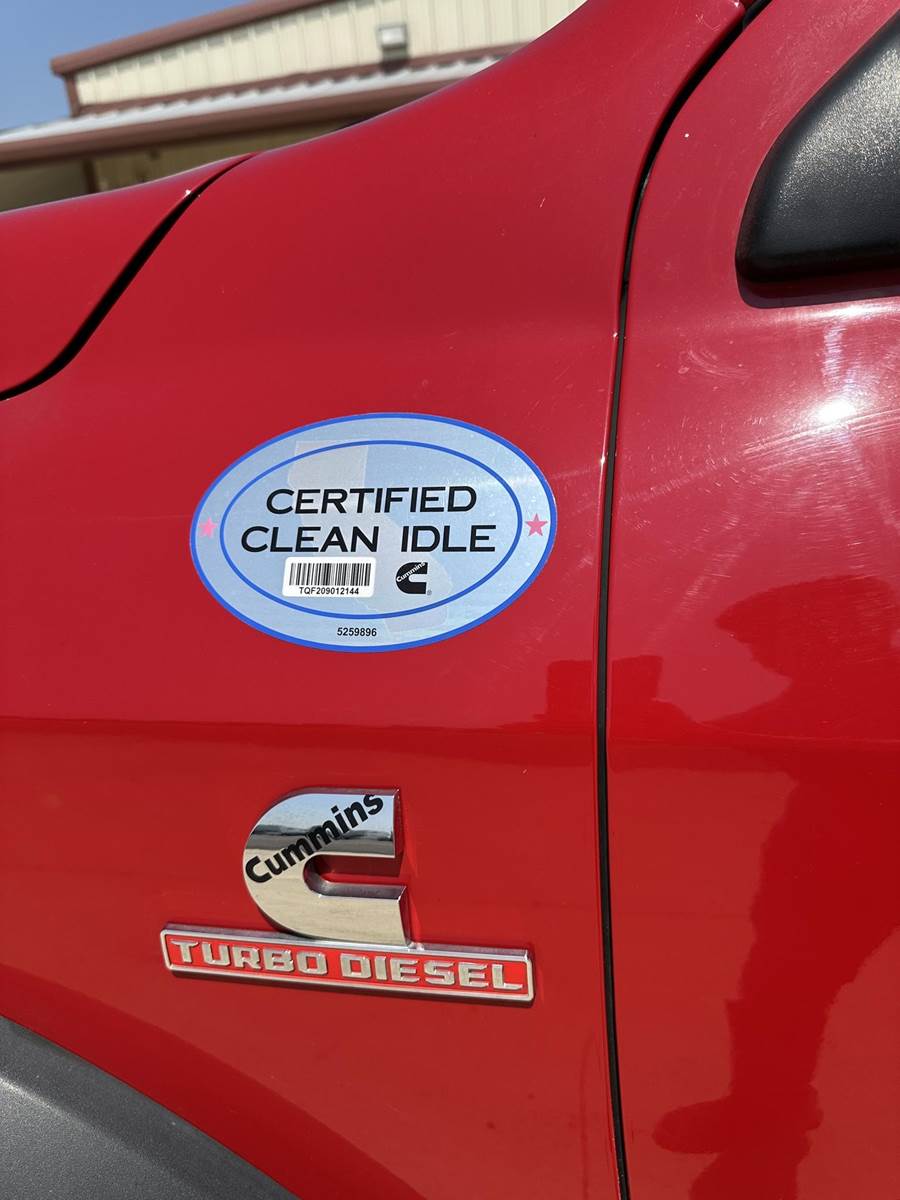 CERTIFIED
CLEAN IDLE
TQF209012144
Cummins
5259896
Cummins
TURBO DIESEL